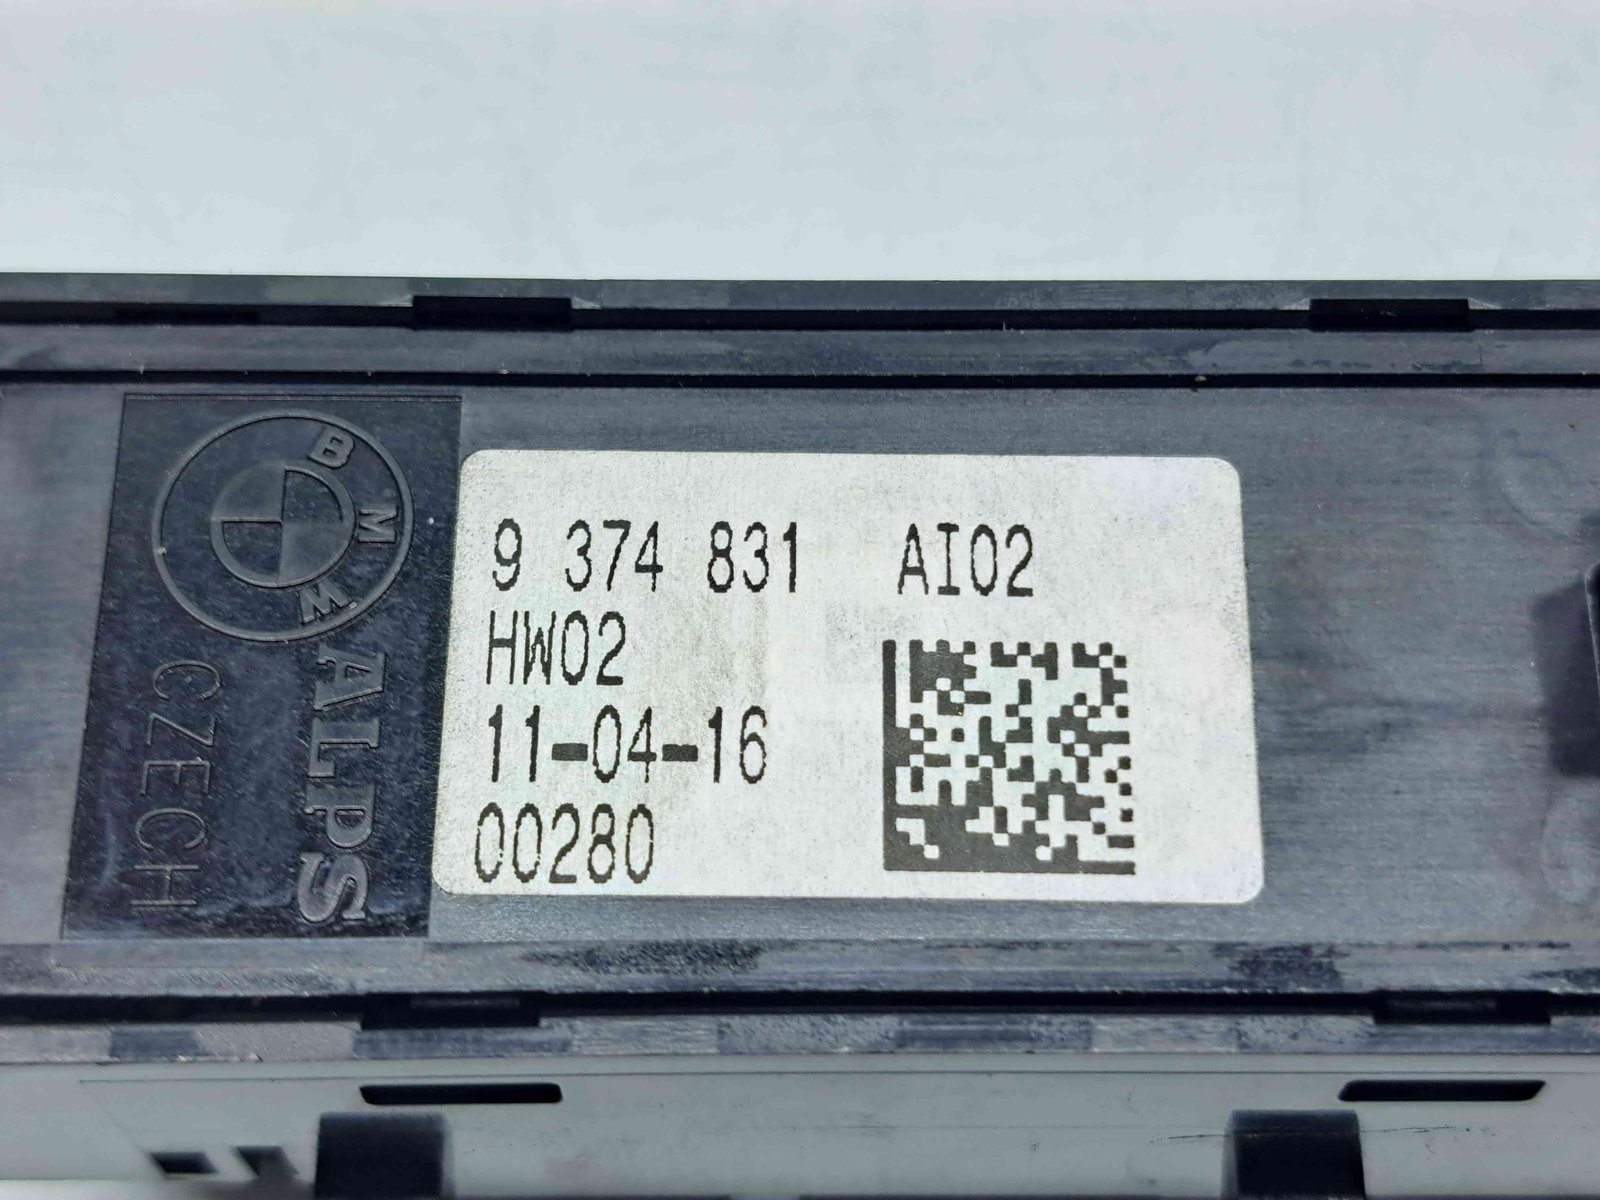 9 374 831 AI02
HW02
11-04-16
00280
BMW
ALPS
CZECH